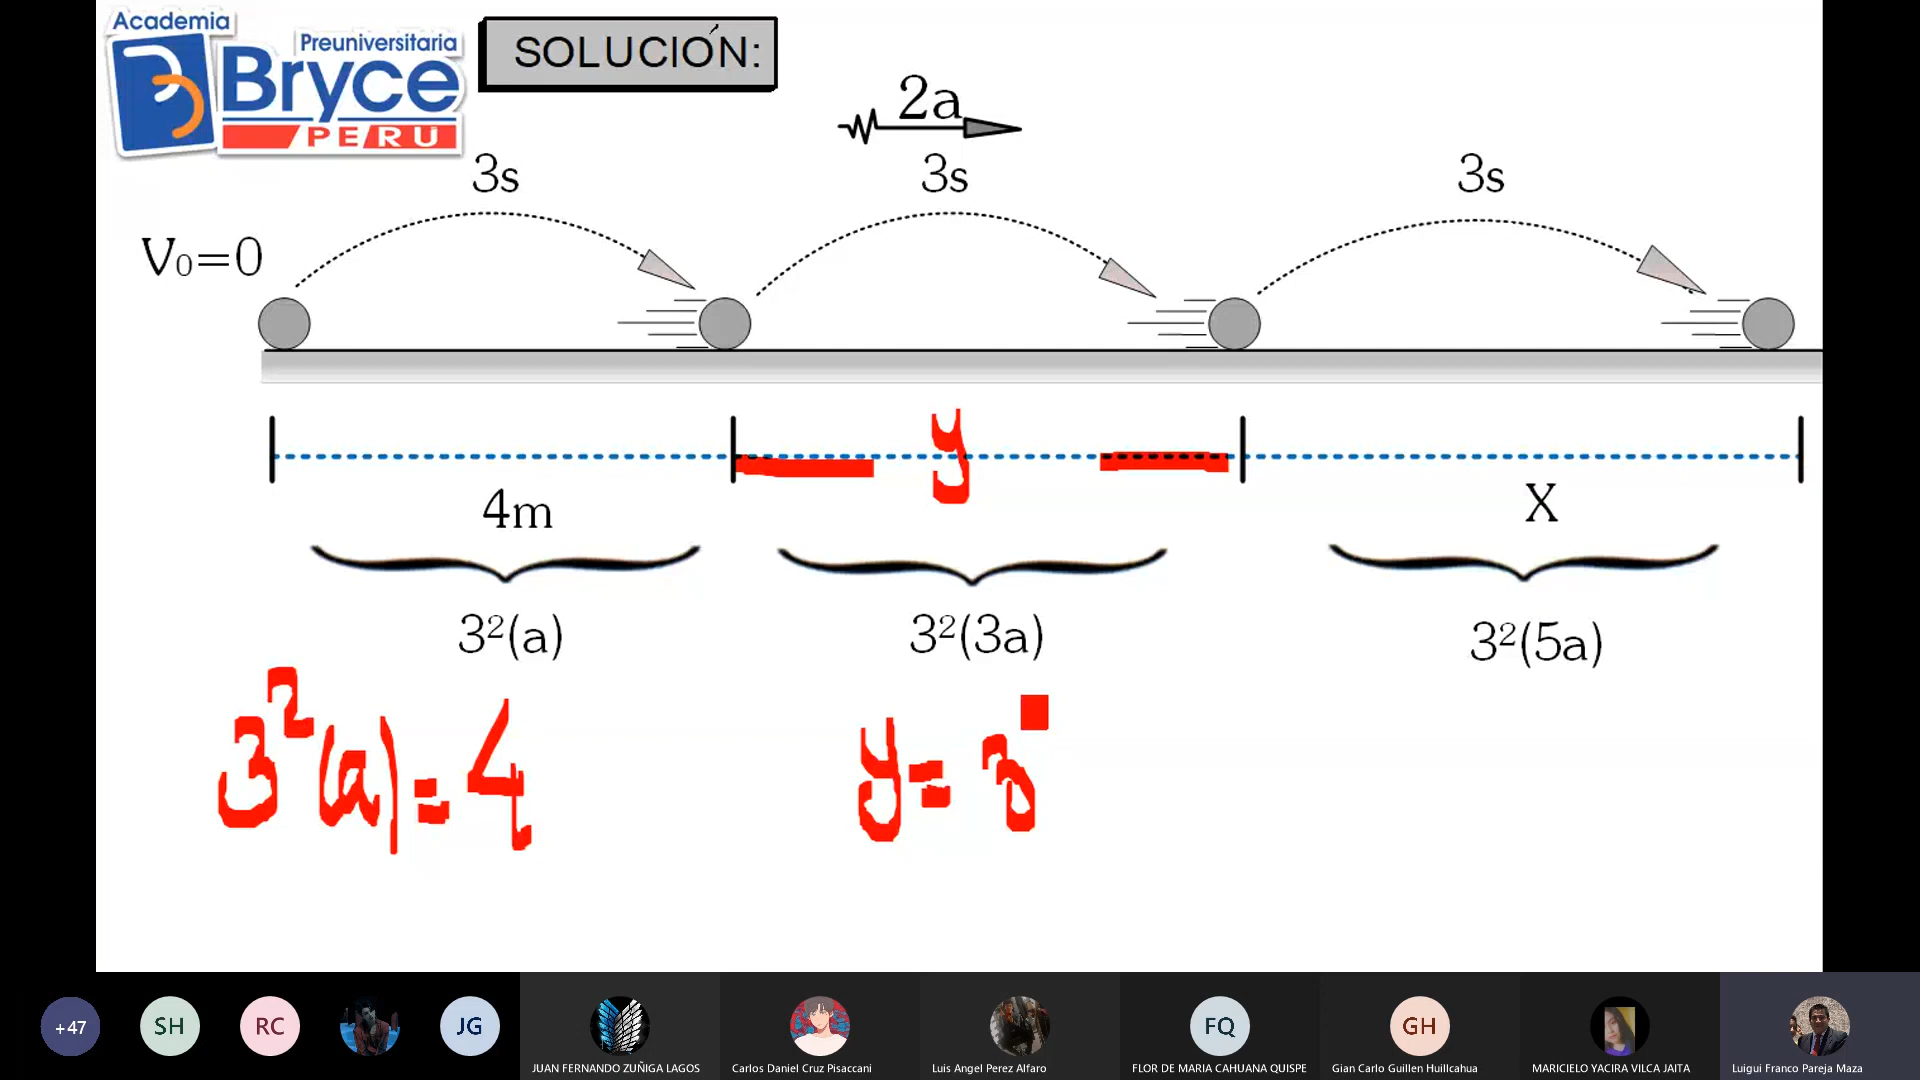 Academia
Preuniversitaria
Bryce
PERÚ
SOLUCIÓN:
2a
3s 3s 3s
V₀=0
y
4m X
3²(a) 3²(3a) 3²(5a)
3²(a)=4 y=3
+47 SH RC JG FQ GH
JUAN FERNANDO ZUÑIGA LAGOS Carlos Daniel Cruz Pisaccani Luis Angel Perez Alfaro FLOR DE MARIA CAHUANA QUISPE Gian Carlo Guillen Huillcahua MARICIELO YACIRA VILCA JAITA Luigui Franco Pareja Maza